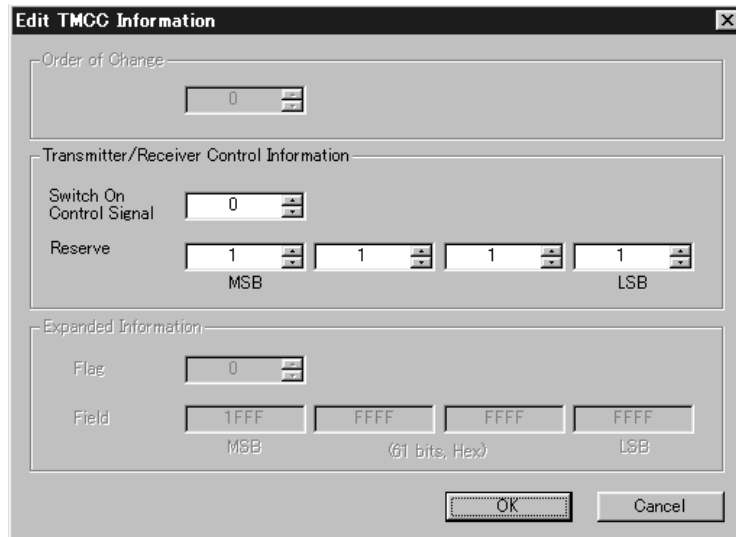 Edit TMCC Information
Order of Change
0
Transmitter/Receiver Control Information
Switch On
Control Signal
0
Reserve
1 1 1 1
MSB LSB
Expanded Information
Flag
0
Field
1FFF FFFF FFFF FFFF
MSB (61 bits, Hex) LSB
OK Cancel